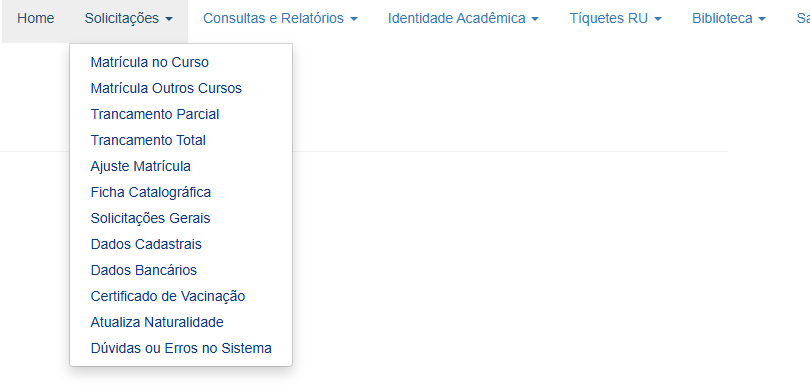 Home Solicitações Consultas e Relatórios Identidade Acadêmica Tíquetes RU Biblioteca
Matrícula no Curso
Matrícula Outros Cursos
Trancamento Parcial
Trancamento Total
Ajuste Matrícula
Ficha Catalográfica
Solicitações Gerais
Dados Cadastrais
Dados Bancários
Certificado de Vacinação
Atualiza Naturalidade
Dúvidas ou Erros no Sistema